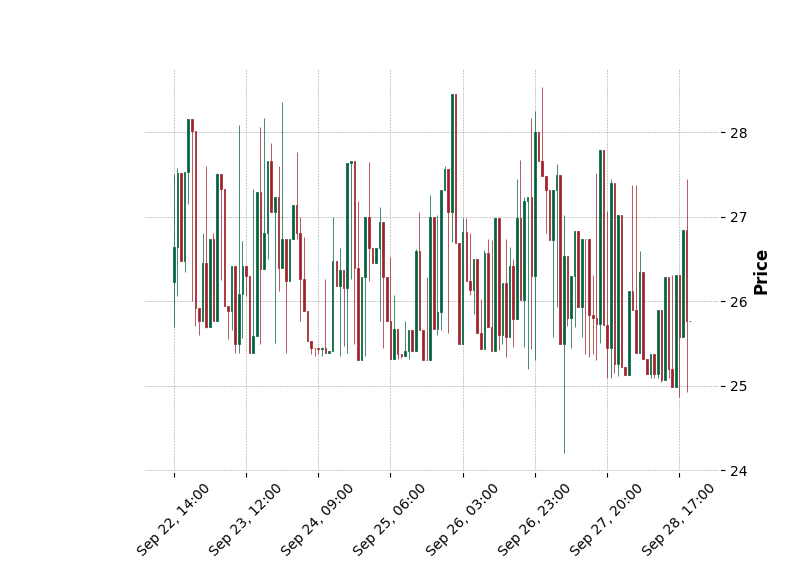 28
27
26
25
24
Price
Sep 22, 14:00
Sep 23, 12:00
Sep 24, 09:00
Sep 25, 06:00
Sep 26, 03:00
Sep 26, 23:00
Sep 27, 20:00
Sep 28, 17:00